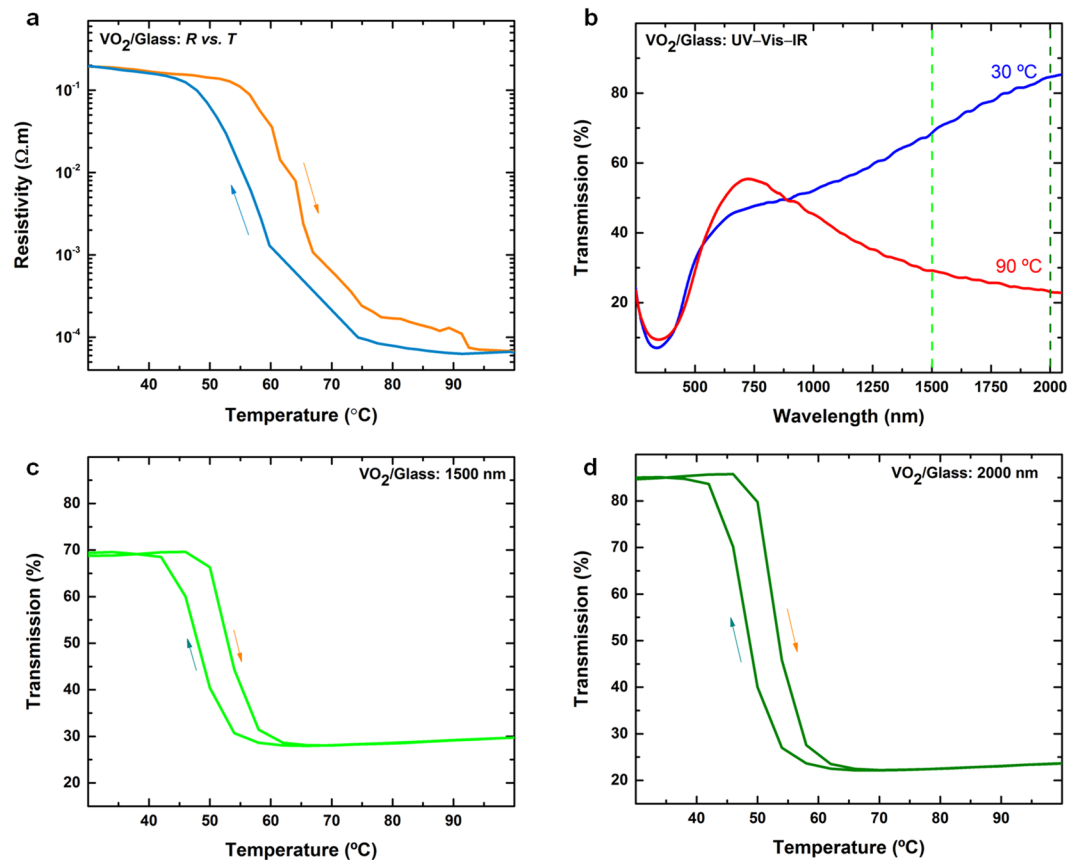 a
VO2/Glass: R vs. T
10^-1
10^-2
10^-3
10^-4
Resistivity (Ω.m)
40 50 60 70 80 90
Temperature (°C)
b
VO2/Glass: UV–Vis–IR
30 ºC
90 ºC
80
60
40
20
Transmission (%)
500 750 1000 1250 1500 1750 2000
Wavelength (nm)
c
VO2/Glass: 1500 nm
80
70
60
50
40
30
20
Transmission (%)
40 50 60 70 80 90
Temperature (ºC)
d
VO2/Glass: 2000 nm
80
70
60
50
40
30
20
Transmission (%)
40 50 60 70 80 90
Temperature (ºC)